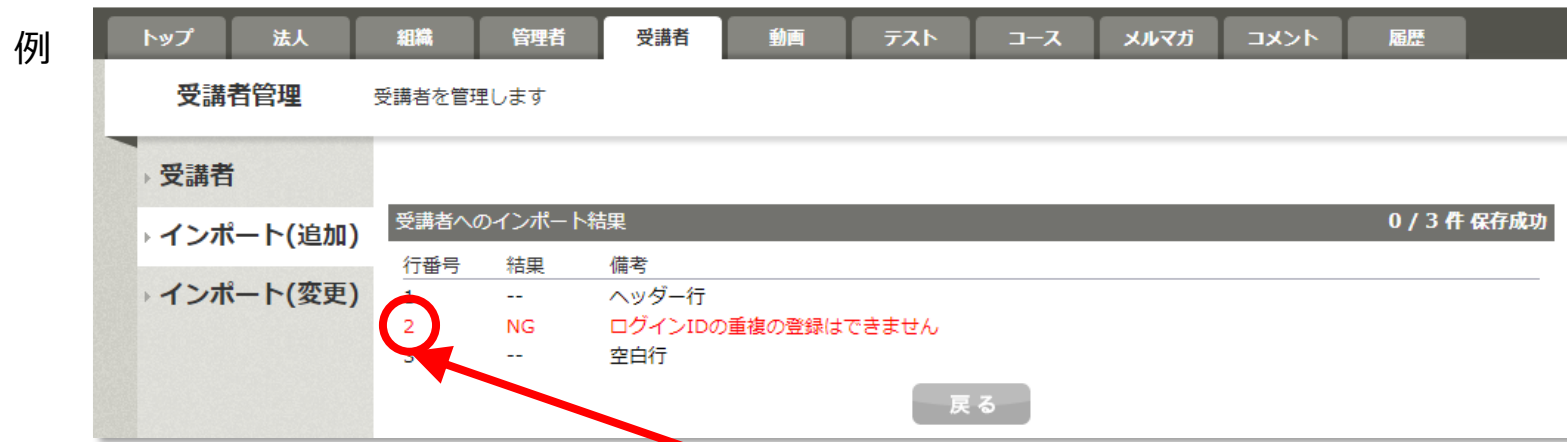 例
トップ 法人 組織 管理者 受講者 動画 テスト コース メルマガ コメント 履歴
受講者管理 受講者を管理します
受講者
インポート(追加)
インポート(変更)
受講者へのインポート結果 0 / 3 件 保存成功
行番号 結果 備考
1 -- ヘッダー行
2 NG ログインIDの重複の登録はできません
3 -- 空白行
戻る